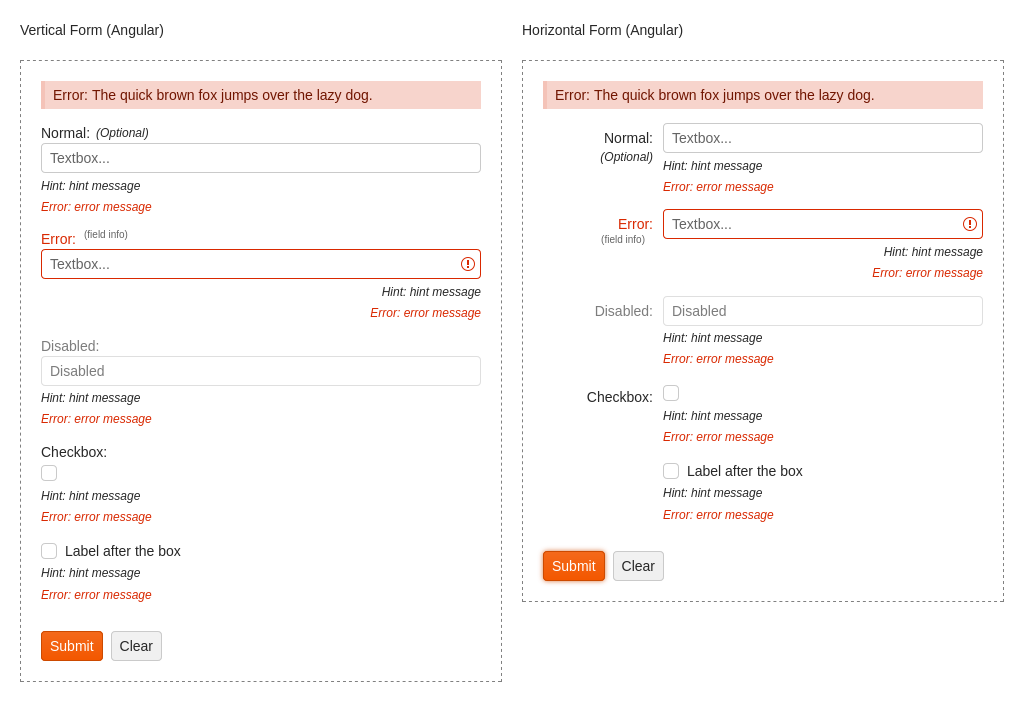 Vertical Form (Angular)
Error: The quick brown fox jumps over the lazy dog.
Normal: (Optional)
Textbox...
Hint: hint message
Error: error message
Error: (field info)
Textbox...
Hint: hint message
Error: error message
Disabled:
Disabled
Hint: hint message
Error: error message
Checkbox:
Hint: hint message
Error: error message
Label after the box
Hint: hint message
Error: error message
Submit Clear
Horizontal Form (Angular)
Error: The quick brown fox jumps over the lazy dog.
Normal: Textbox...
(Optional) Hint: hint message
Error: error message
Error: Textbox...
(field info) Hint: hint message
Error: error message
Disabled: Disabled
Hint: hint message
Error: error message
Checkbox:
Hint: hint message
Error: error message
Label after the box
Hint: hint message
Error: error message
Submit Clear